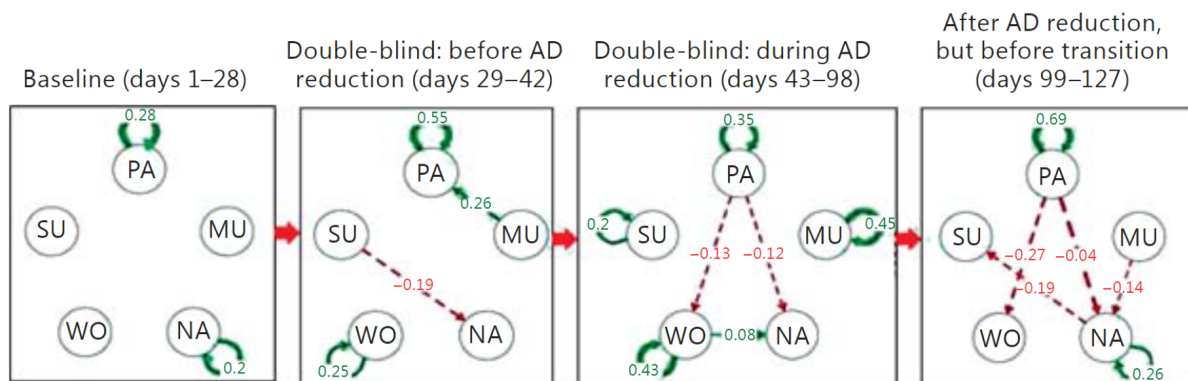 Baseline (days 1–28)
0.28
PA
SU
MU
WO
NA
0.2
Double-blind: before AD
reduction (days 29–42)
0.55
PA
0.26
SU
MU
–0.19
WO
NA
0.25
Double-blind: during AD
reduction (days 43–98)
0.35
PA
0.2
SU
MU
0.45
–0.13
–0.12
WO
0.08
NA
0.43
After AD reduction,
but before transition
(days 99–127)
0.69
PA
SU
MU
–0.27
–0.04
–0.19
–0.14
WO
NA
0.26